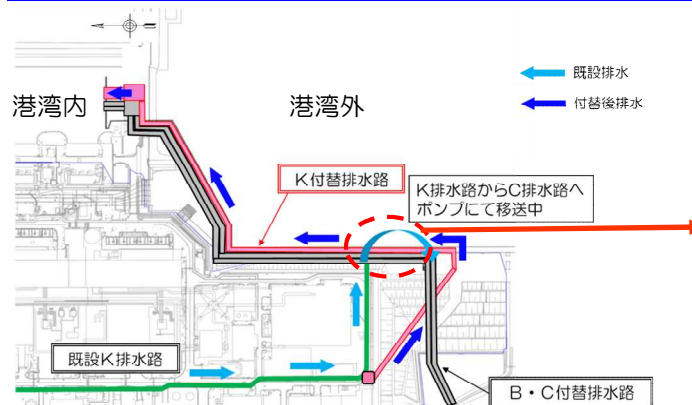 既設排水
付替後排水
港湾内
港湾外
K付替排水路
K排水路からC排水路へ
ポンプにて移送中
既設K排水路
B・C付替排水路